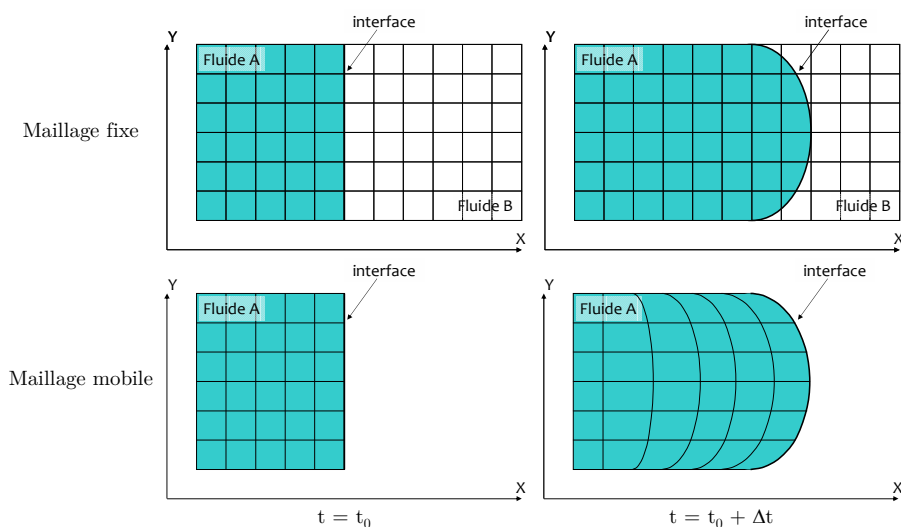 interface
Y
Fluide A
Fluide B
X
interface
Y
Fluide A
Fluide B
X
Maillage fixe
interface
Y
Fluide A
X
interface
Y
Fluide A
X
Maillage mobile
t = t₀
t = t₀ + Δt